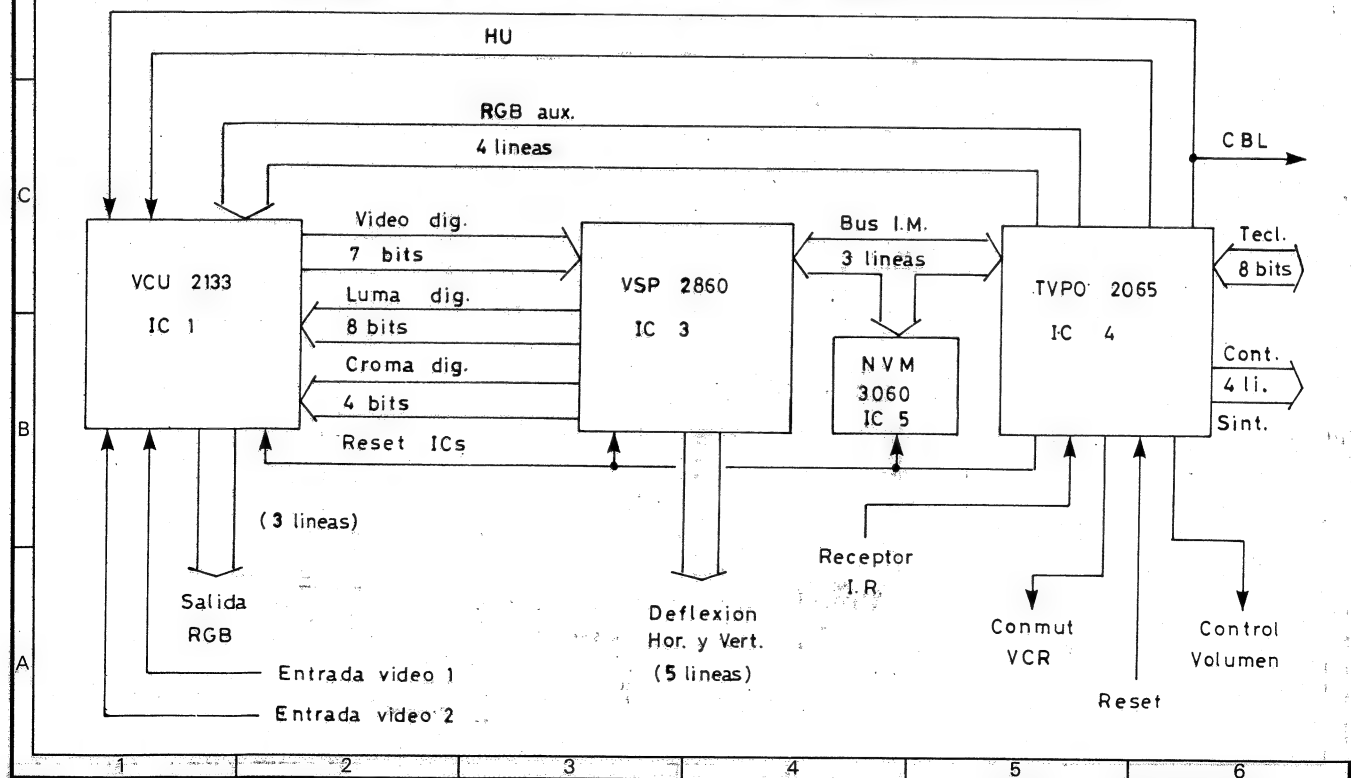 HU
RGB aux.
4 lineas
CBL
C
Video dig.
7 bits
Bus I.M.
3 lineas
Tecl.
8 bits
VCU 2133
IC 1
Luma dig.
8 bits
VSP 2860
IC 3
TVPO 2065
IC 4
Croma dig.
4 bits
NVM
3060
IC 5
Cont.
4 li.
Sint.
B
Reset ICs
(3 lineas)
Receptor
I.R.
Salida
RGB
Deflexion
Hor. y Vert.
(5 lineas)
Conmut
VCR
Control
Volumen
A
Entrada video 1
Entrada video 2
Reset
1 2 3 4 5 6